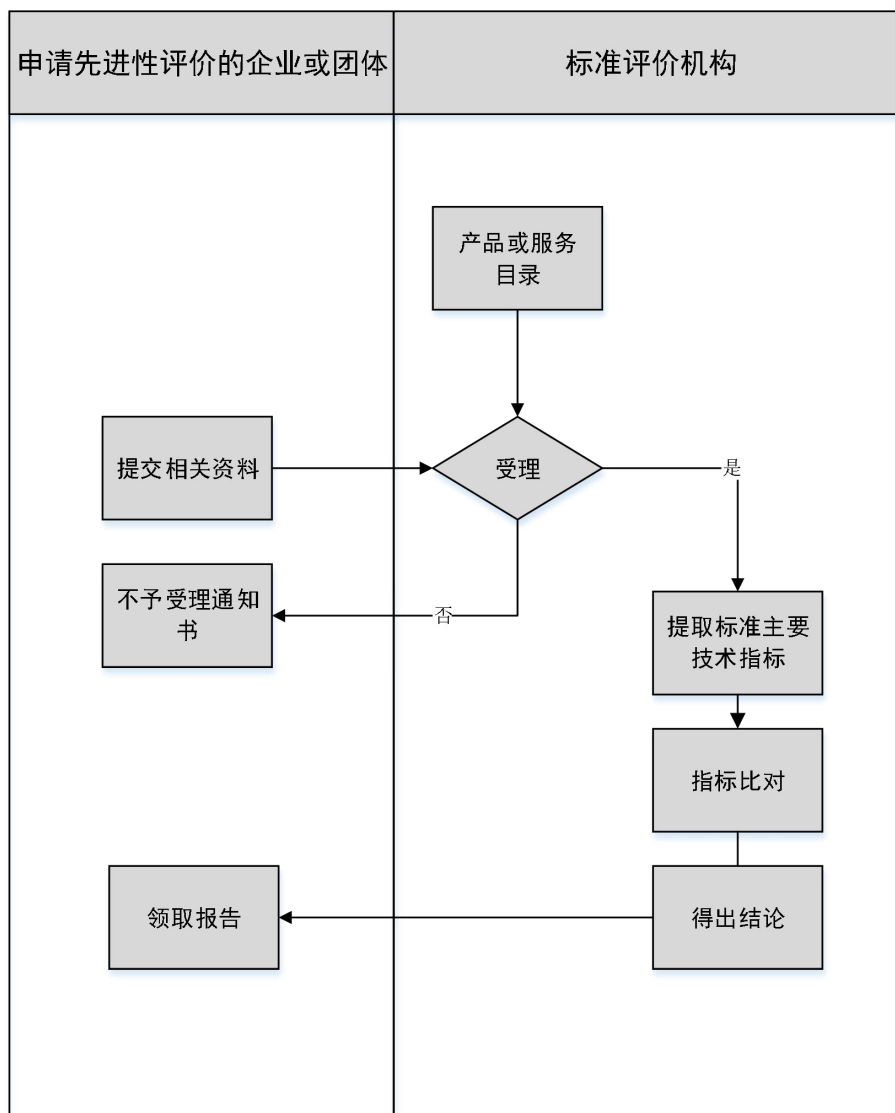 申请先进性评价的企业或团体
标准评价机构
产品或服务
目录
提交相关资料
受理
是
不予受理通知
书
否
提取标准主要
技术指标
指标比对
领取报告
得出结论